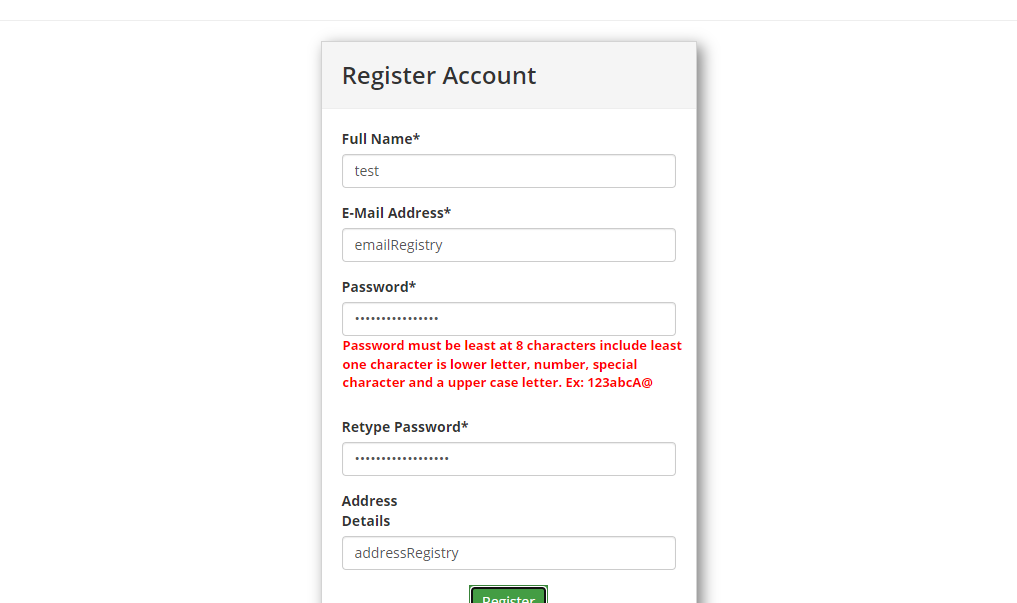 Register Account
Full Name*
test
E-Mail Address*
emailRegistry
Password*
••••••••••••••••
Password must be least at 8 characters include least
one character is lower letter, number, special
character and a upper case letter. Ex: 123abcA@
Retype Password*
••••••••••••••••••
Address
Details
addressRegistry
Register